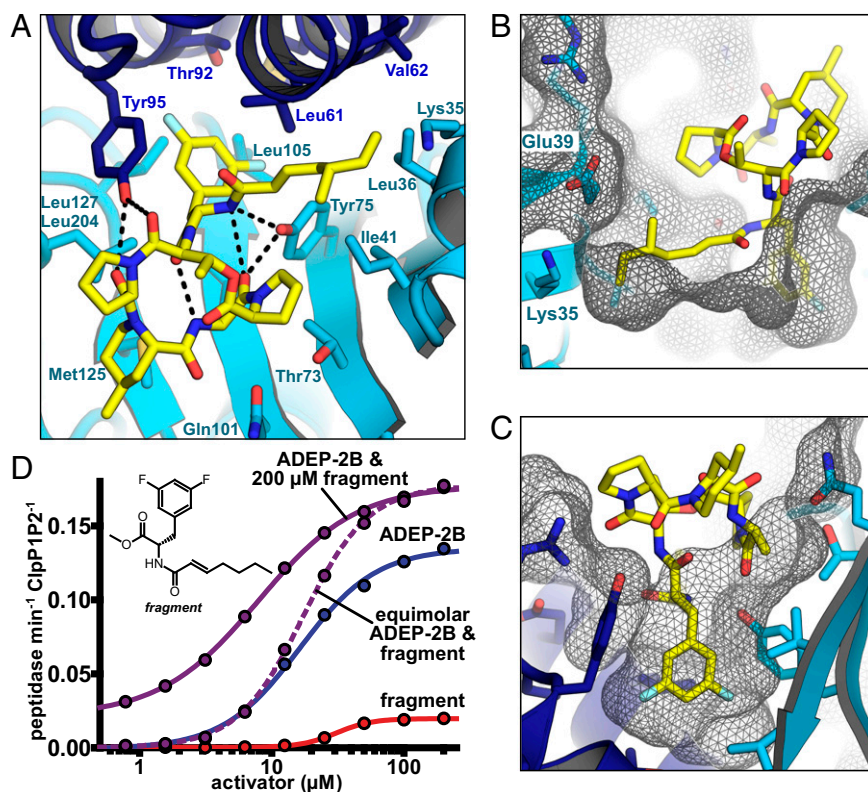 A
Thr92
Val62
Tyr95
Leu61
Lys35
Leu105
Leu36
Leu127
Leu204
Tyr75
Ile41
Met125
Thr73
Gln101
B
Glu39
Lys35
C
D
ADEP-2B &
200 µM fragment
ADEP-2B
equimolar
ADEP-2B &
fragment
fragment
F
F
O
O
N
H
O
fragment
peptidase min⁻¹ ClpP1P2⁻¹
0.15
0.10
0.05
0.00
1
10
100
activator (µM)